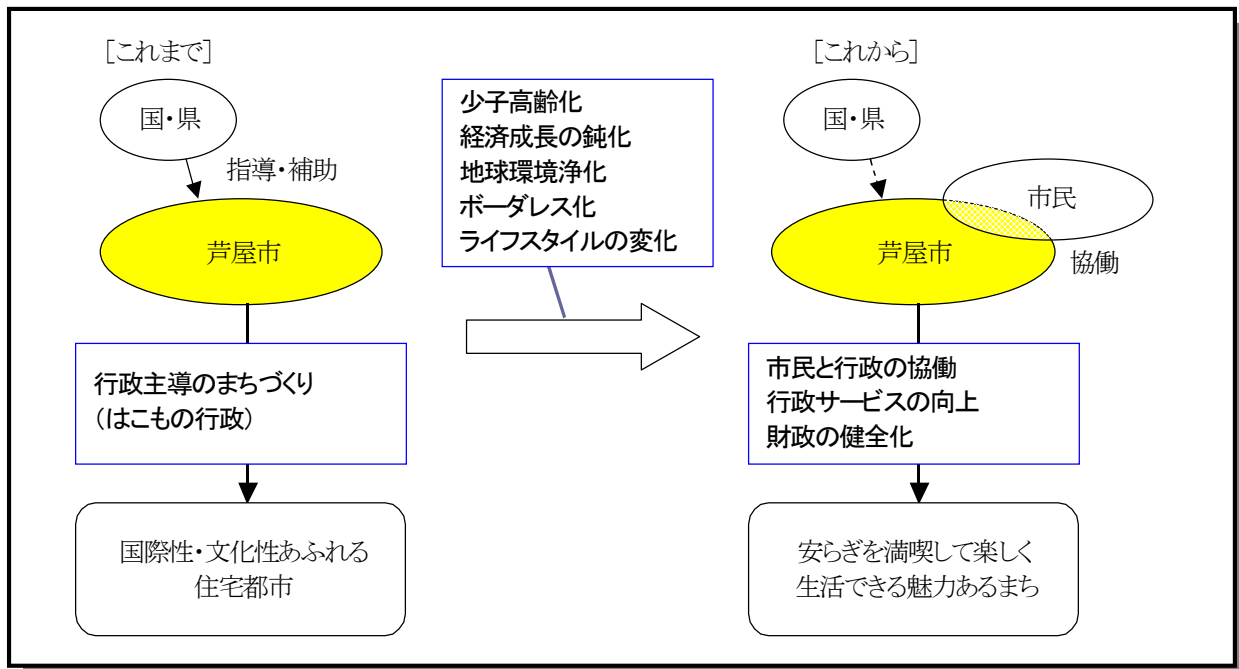 ［これまで］
国・県
指導・補助
芦屋市
行政主導のまちづくり
（はこもの行政）
国際性・文化性あふれる
住宅都市
少子高齢化
経済成長の鈍化
地球環境浄化
ボーダレス化
ライフスタイルの変化
［これから］
国・県
市民
芦屋市
協働
市民と行政の協働
行政サービスの向上
財政の健全化
安らぎを満喫して楽しく
生活できる魅力あるまち